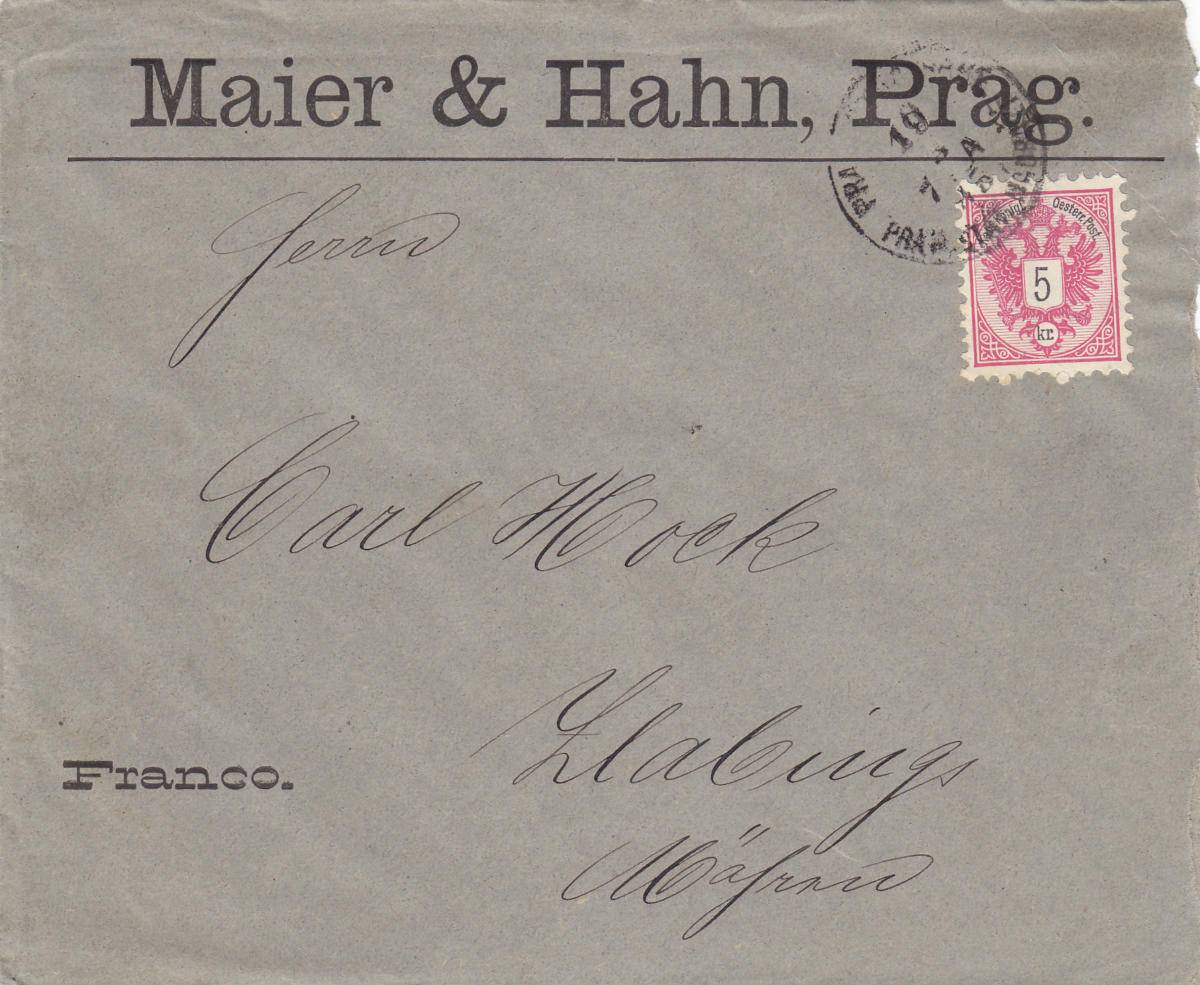 Maier & Hahn, Prag.
Herrn
Oesterr. Post.
5
kr.
Carl Hock
Zlabings
Franco.
Mähren